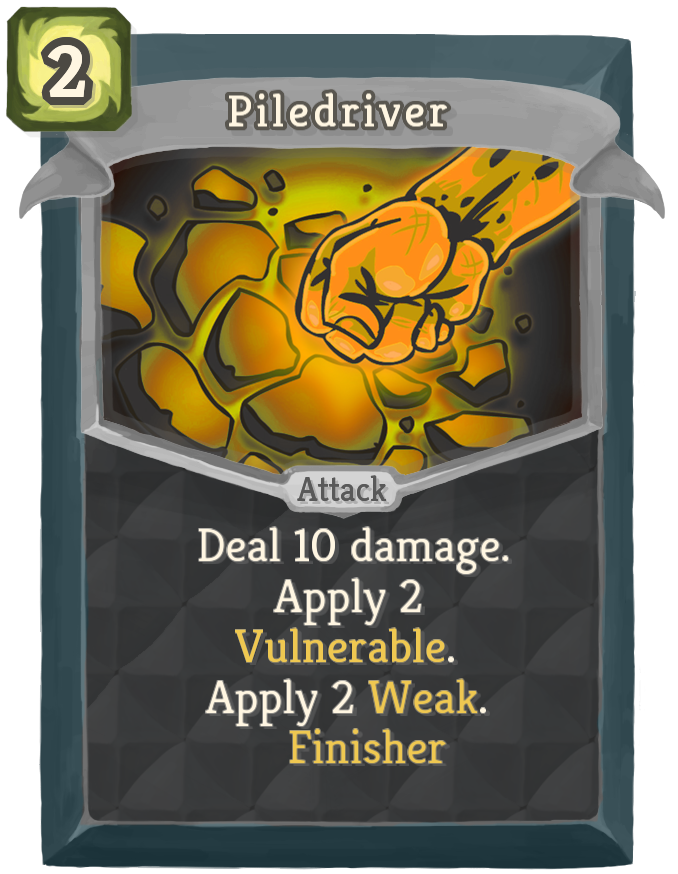 2
Piledriver
Attack
Deal 10 damage.
Apply 2
Vulnerable.
Apply 2 Weak.
Finisher